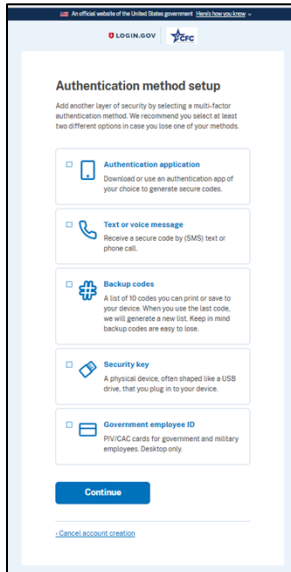 An official website of the United States government Here's how you know
LOGIN.GOV CFC
Authentication method setup
Add another layer of security by selecting a multi-factor
authentication method. We recommend you select at least
two different options in case you lose one of your methods.
Authentication application
Download or use an authentication app of
your choice to generate secure codes.
Text or voice message
Receive a secure code by (SMS) text or
phone call.
Backup codes
A list of 10 codes you can print or save to
your device. When you use the last code,
we will generate a new list. Keep in mind
backup codes are easy to lose.
Security key
A physical device, often shaped like a USB
drive, that you plug in to your device.
Government employee ID
PIV/CAC cards for government and military
employees. Desktop only.
Continue
‹ Cancel account creation